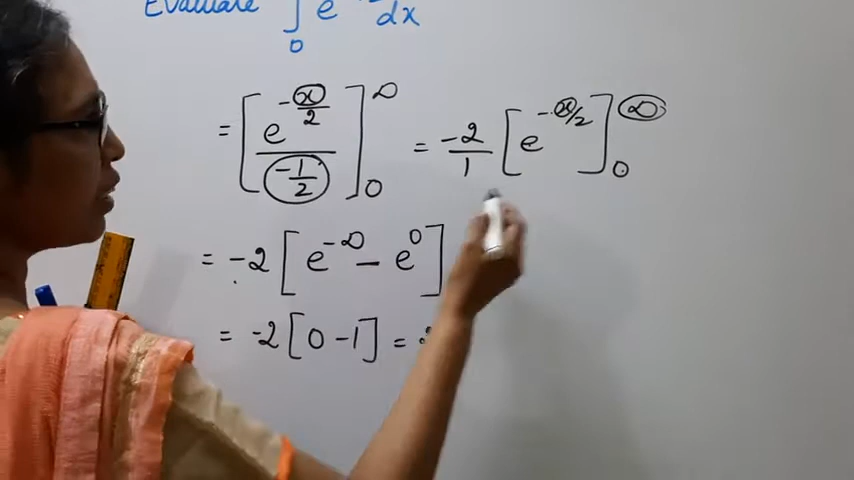 Evaluate ∫₀ e dx
= [e^(-x/2) / (-1/2)]₀^∞ = -2/1 [e^(-x/2)]₀^∞
= -2 [e^(-∞) - e^0]
= -2 [0 - 1] =